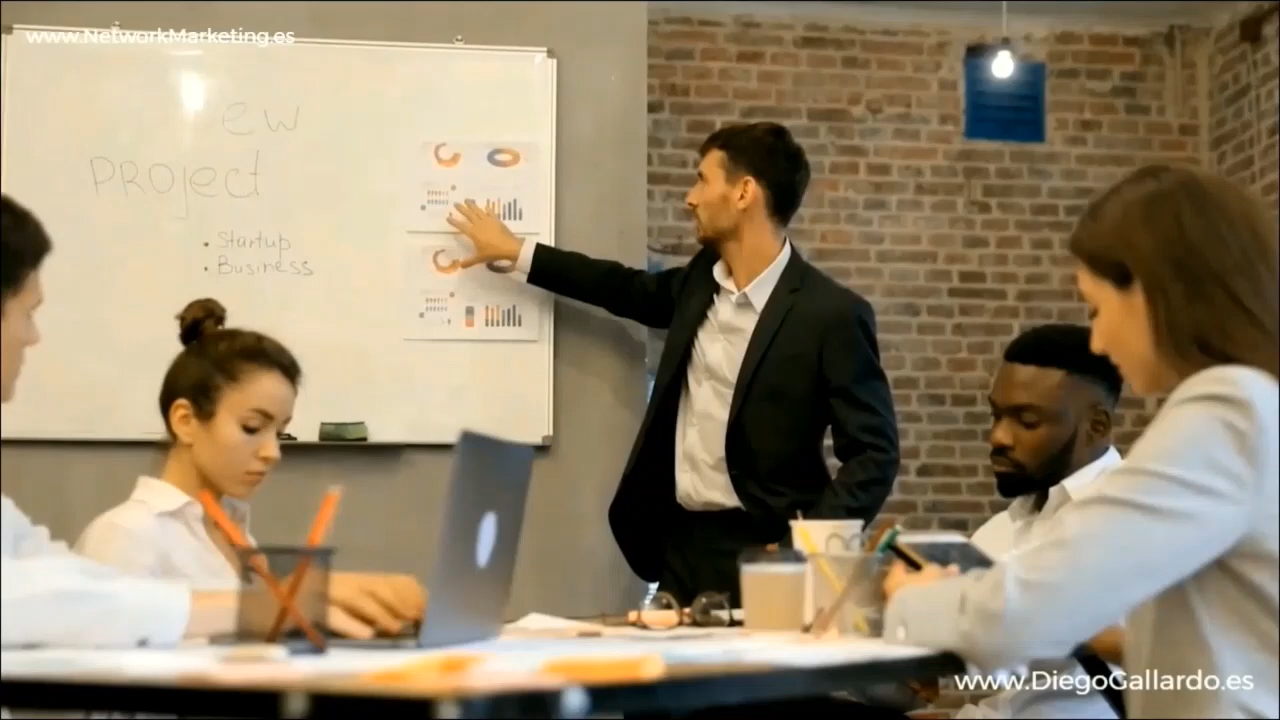 www.NetworkMarketing.es
ew
PROject
• Startup
• Business
www.DiegoGallardo.es